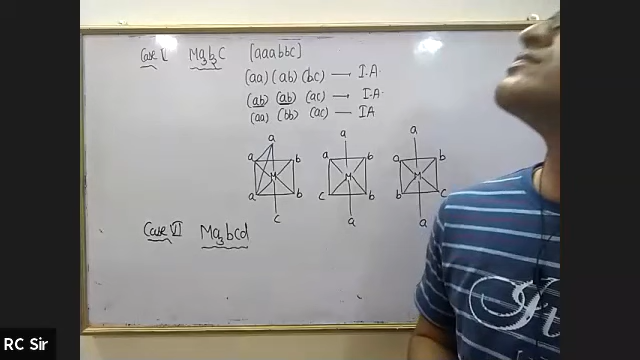 Case V Ma3b2C [aaabbc]
(aa) (ab) (bc) — I.A.
(ab) (ab) (ac) — I.A.
(aa) (bb) (ac) — IA
a a a
a b a b a b
M M M
a b c b b c
c a a
Case VI Ma3bcd
RC Sir